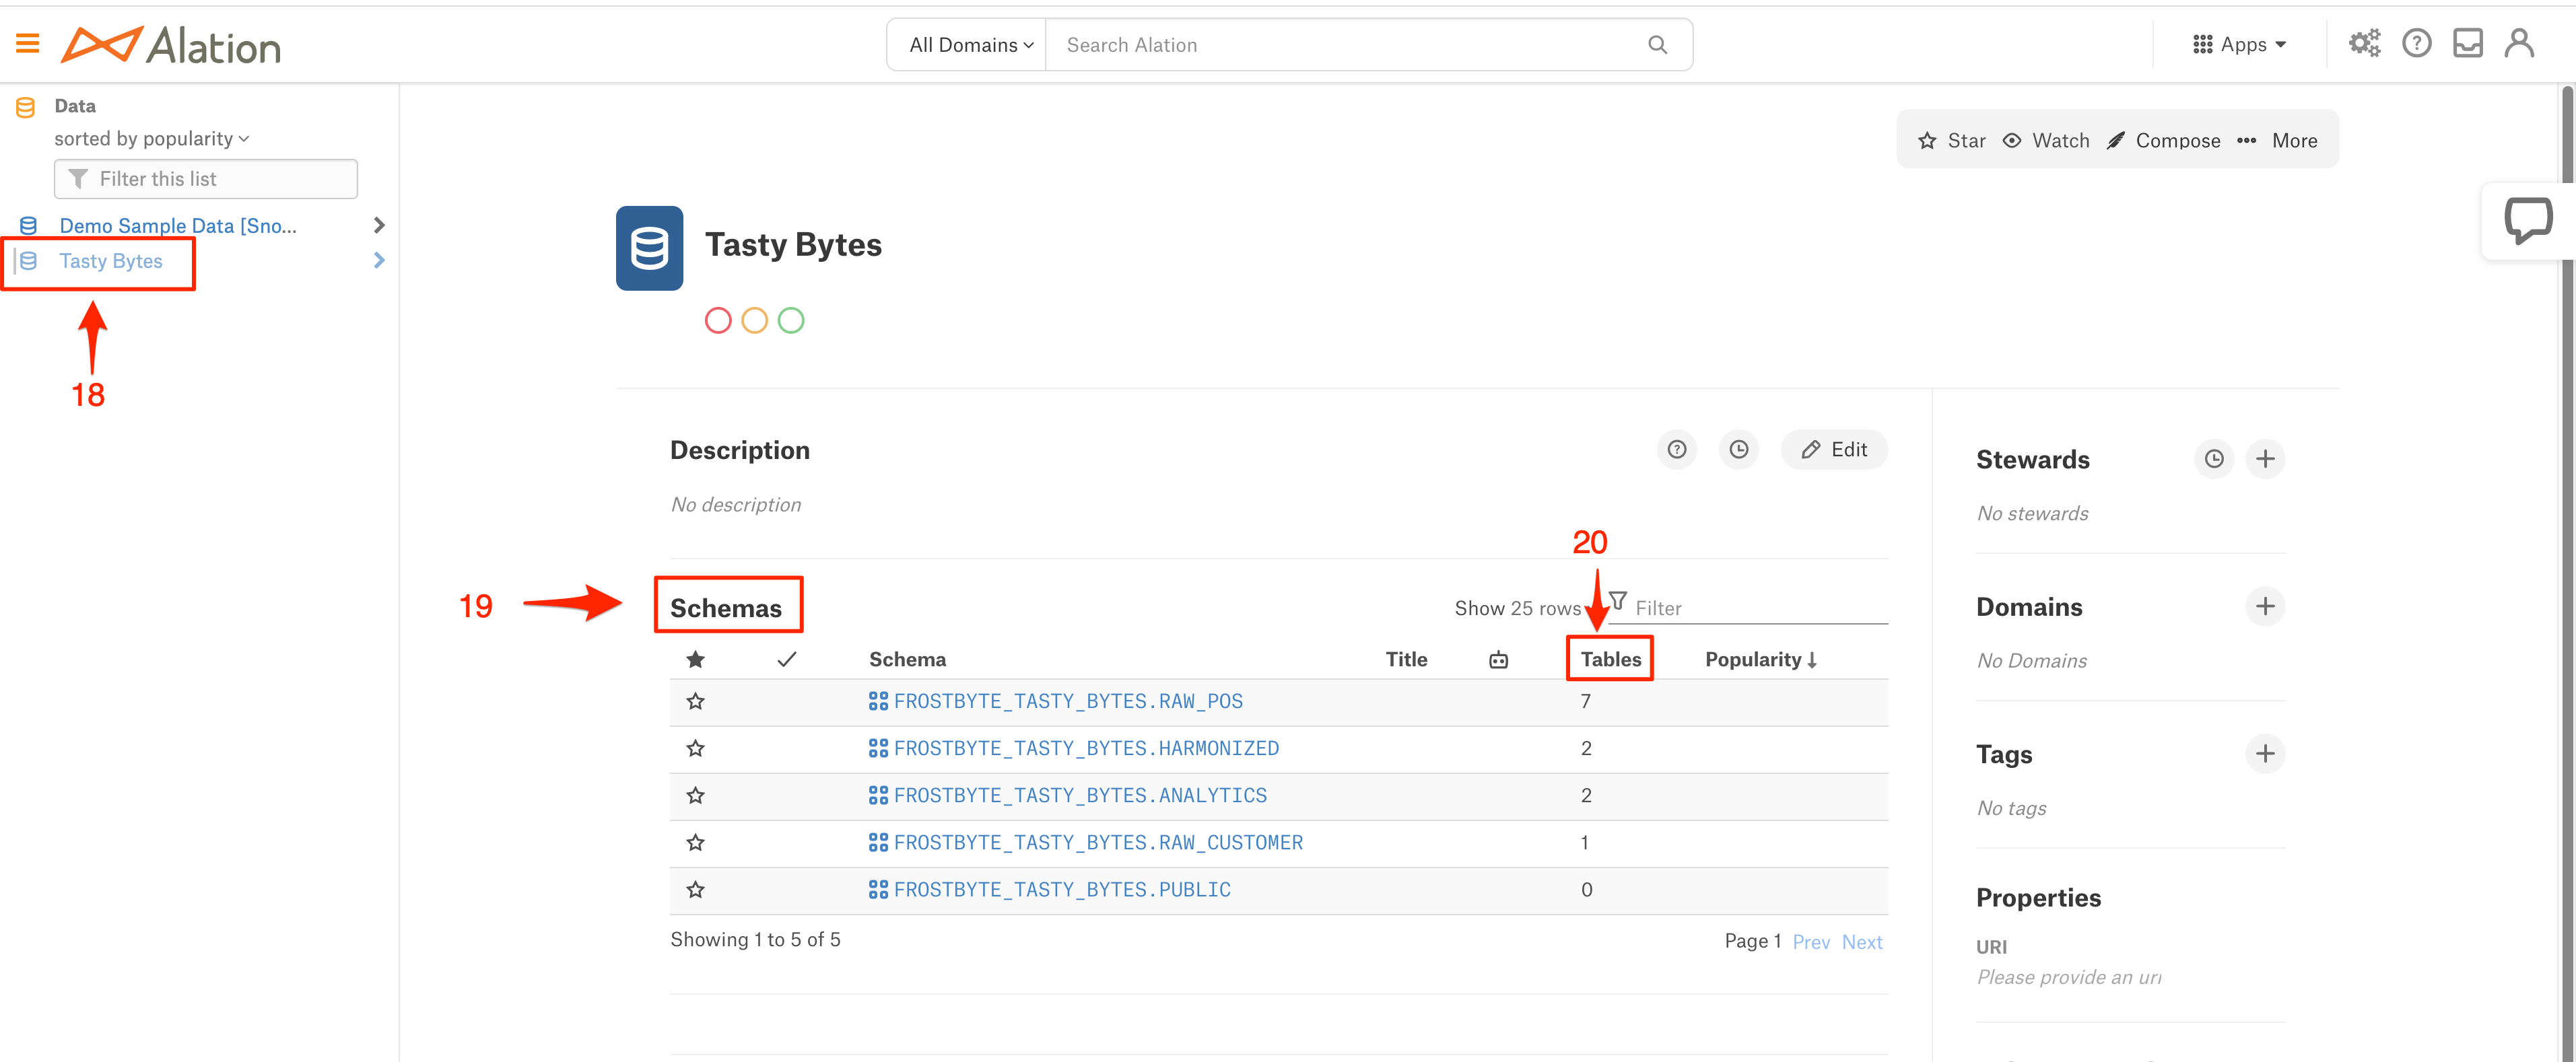 Alation
All Domains
Search Alation
Apps
Data
sorted by popularity
Filter this list
Demo Sample Data [Sno...
Tasty Bytes
18
Star Watch Compose More
Tasty Bytes
Description
Edit
No description
19
Schemas
20
Show 25 rows
Filter
Schema Title Tables Popularity
FROSTBYTE_TASTY_BYTES.RAW_POS 7
FROSTBYTE_TASTY_BYTES.HARMONIZED 2
FROSTBYTE_TASTY_BYTES.ANALYTICS 2
FROSTBYTE_TASTY_BYTES.RAW_CUSTOMER 1
FROSTBYTE_TASTY_BYTES.PUBLIC 0
Showing 1 to 5 of 5
Page 1 Prev Next
Stewards
No stewards
Domains
No Domains
Tags
No tags
Properties
URI
Please provide an uri